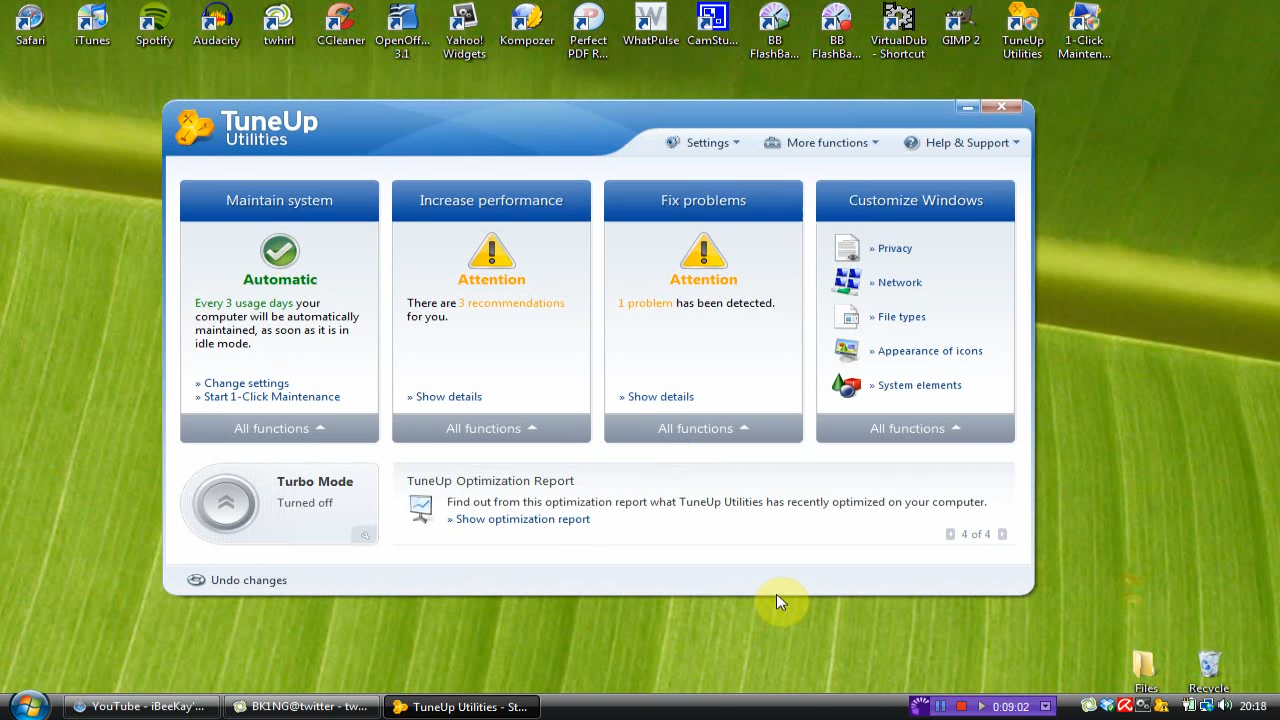 Safari
iTunes
Spotify
Audacity
twhirl
CCleaner
OpenOff...
3.1
Yahoo!
Widgets
Kompozer
Perfect
PDF R...
WhatPulse
CamStu...
BB
FlashBa...
BB
FlashBa...
VirtualDub
- Shortcut
GIMP 2
TuneUp
Utilities
1-Click
Mainten...
TuneUp
Utilities
Settings
More functions
Help & Support
Maintain system
Automatic
Every 3 usage days your
computer will be automatically
maintained, as soon as it is in
idle mode.
» Change settings
» Start 1-Click Maintenance
All functions
Increase performance
Attention
There are 3 recommendations
for you.
» Show details
All functions
Fix problems
Attention
1 problem has been detected.
» Show details
All functions
Customize Windows
» Privacy
» Network
» File types
» Appearance of icons
» System elements
All functions
Turbo Mode
Turned off
TuneUp Optimization Report
Find out from this optimization report what TuneUp Utilities has recently optimized on your computer.
» Show optimization report
4 of 4
Undo changes
Files
Recycle
YouTube - iBeeKay'...
BK1NG@twitter - tw...
TuneUp Utilities - St...
0:09:02
20:18